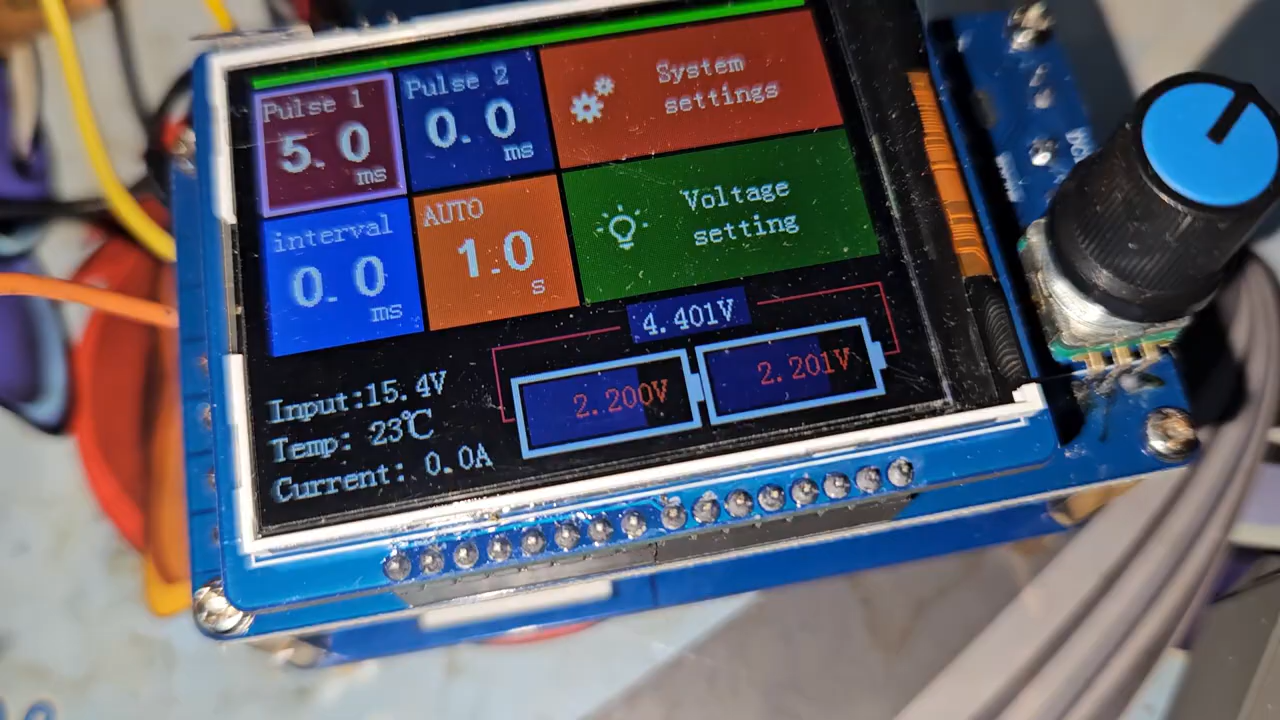 Pulse 1
5.0
ms
Pulse 2
0.0
ms
System
settings
interval
0.0
ms
AUTO
1.0
s
Voltage
setting
4.401V
2.200V
2.201V
Input:15.4V
Temp: 23℃
Current: 0.0A